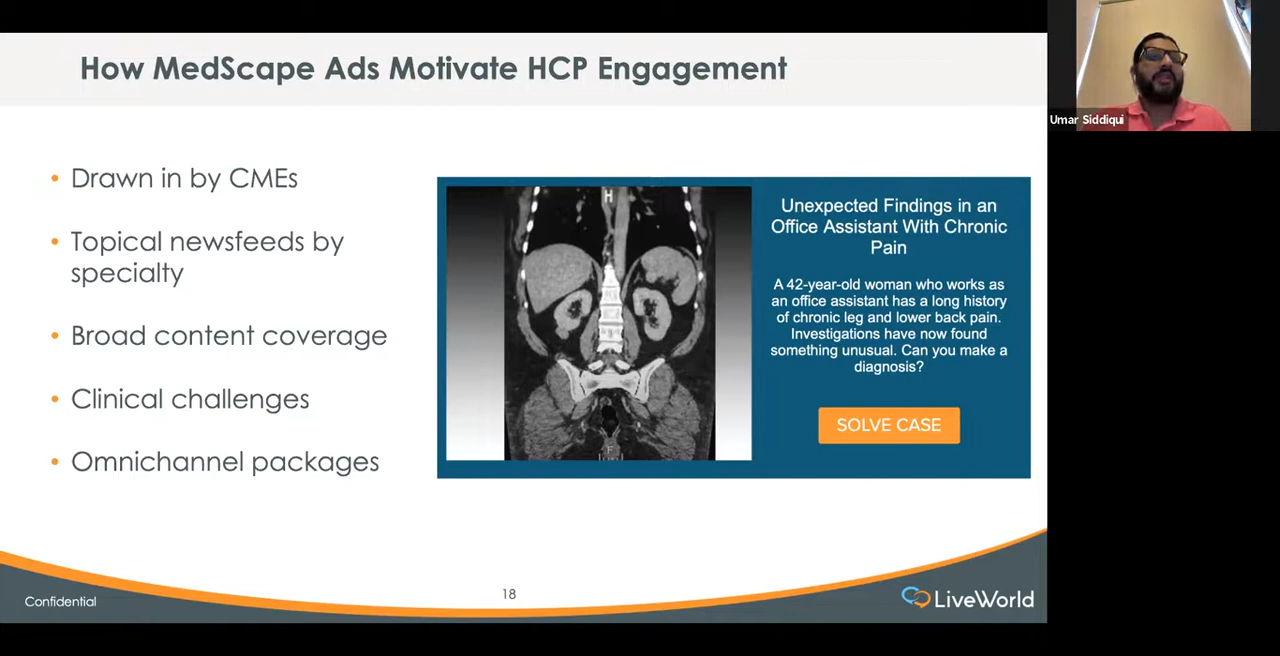 How MedScape Ads Motivate HCP Engagement
Umar Siddiqui
• Drawn in by CMEs
• Topical newsfeeds by
specialty
• Broad content coverage
• Clinical challenges
• Omnichannel packages
H
Unexpected Findings in an
Office Assistant With Chronic
Pain
A 42-year-old woman who works as
an office assistant has a long history
of chronic leg and lower back pain.
Investigations have now found
something unusual. Can you make a
diagnosis?
SOLVE CASE
F
Confidential
18
LiveWorld